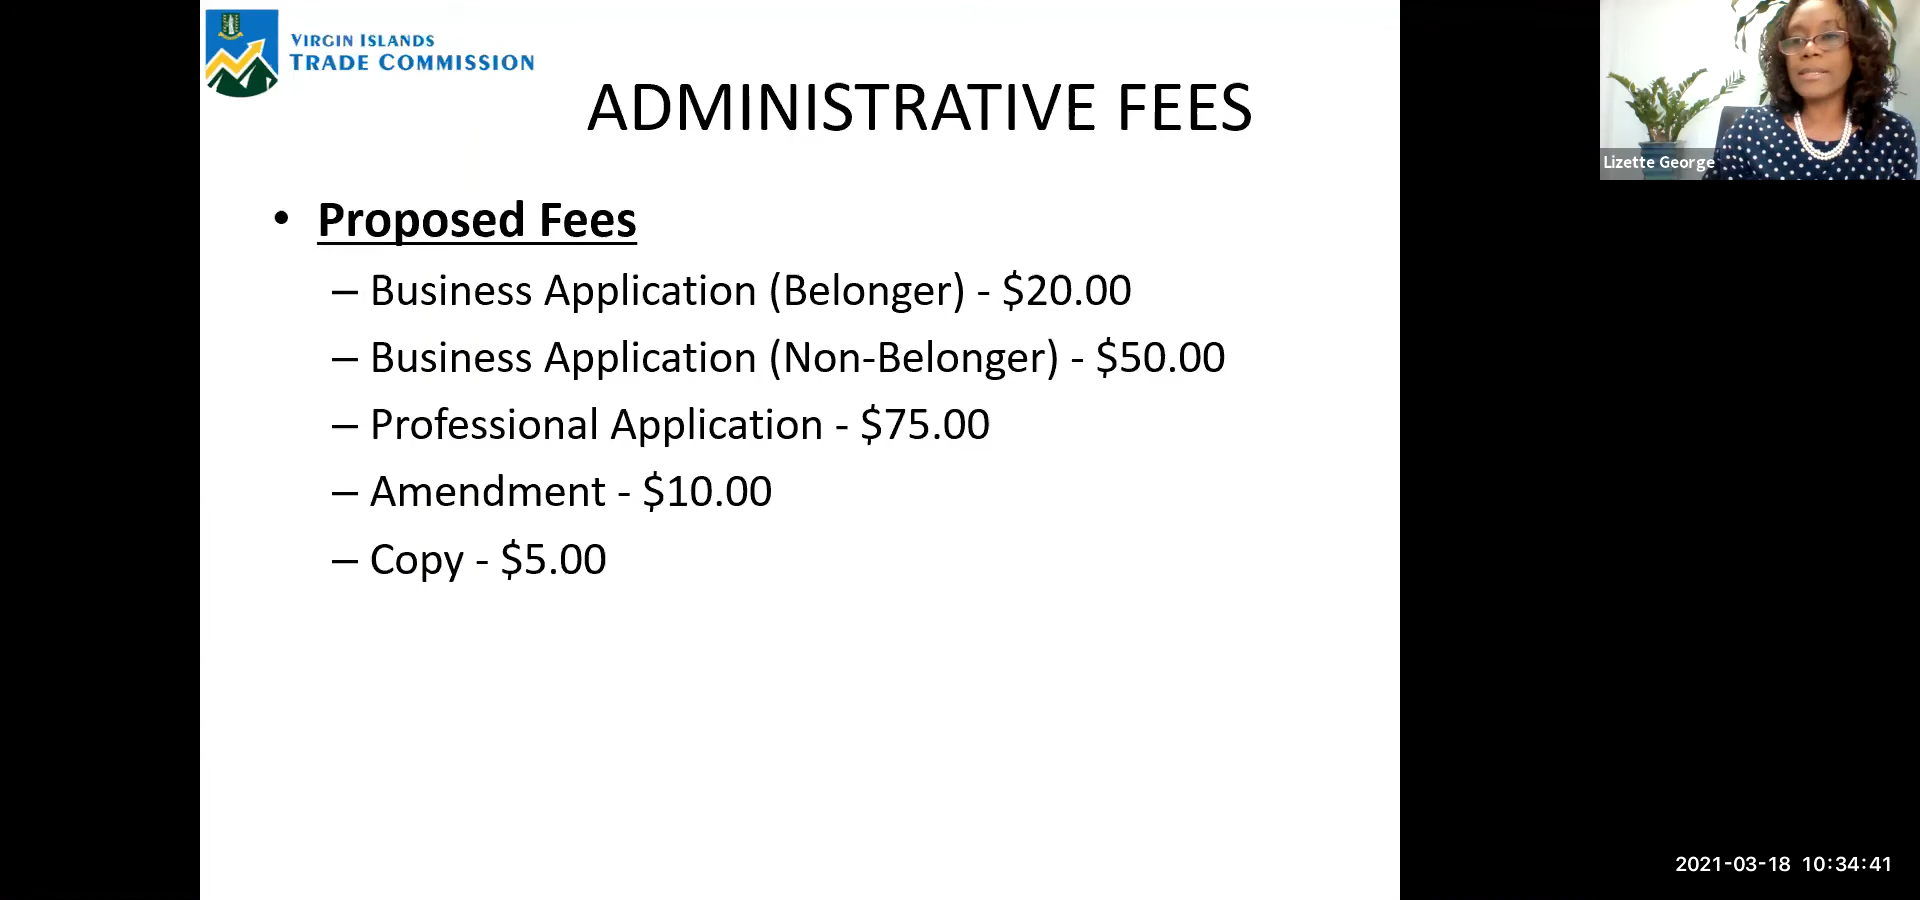 VIRGIN ISLANDS
TRADE COMMISSION
ADMINISTRATIVE FEES
• Proposed Fees
– Business Application (Belonger) - $20.00
– Business Application (Non-Belonger) - $50.00
– Professional Application - $75.00
– Amendment - $10.00
– Copy - $5.00
Lizette George
2021-03-18 10:34:41